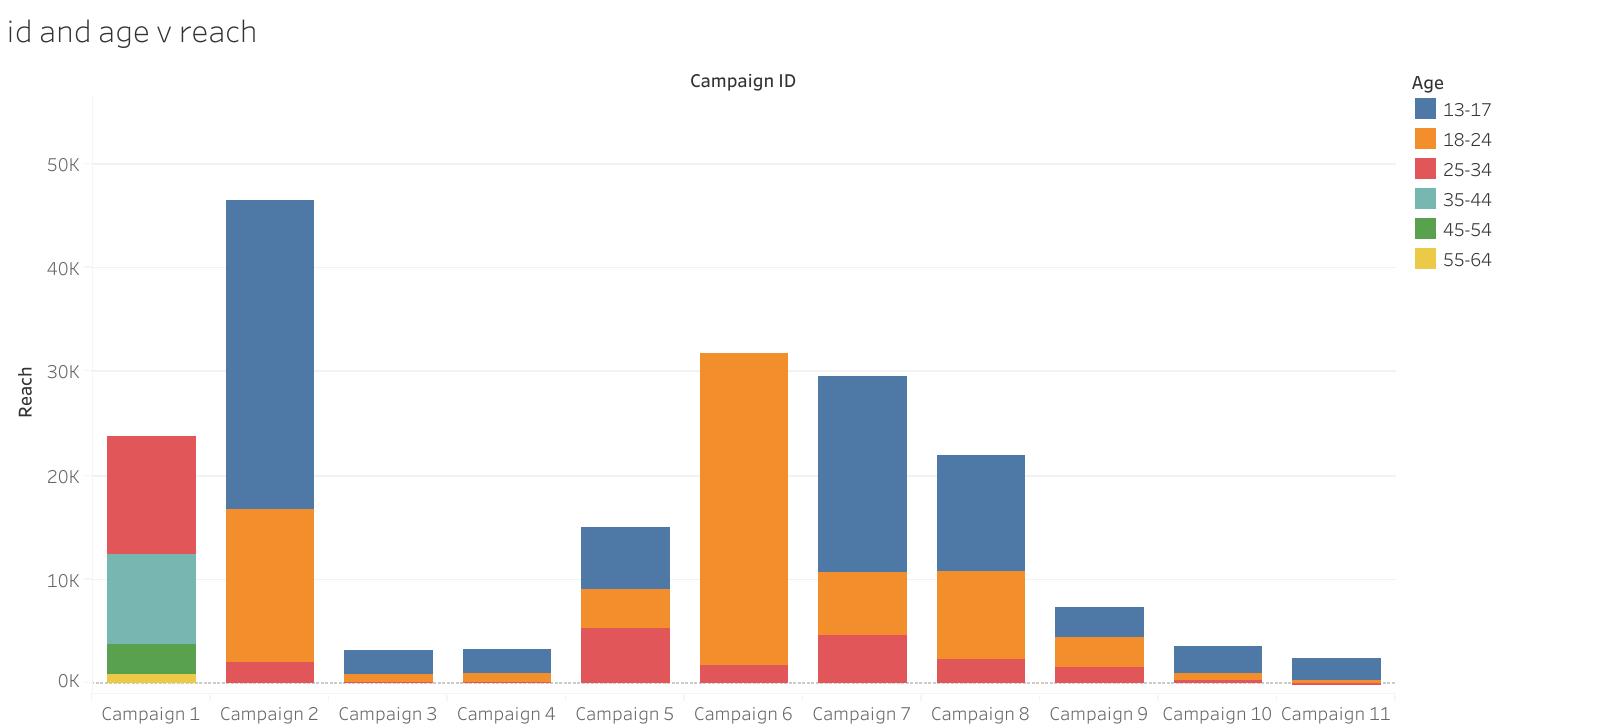 id and age v reach
Campaign ID
Age
13-17
18-24
25-34
35-44
45-54
55-64
50K
40K
30K
20K
10K
0K
Reach
Campaign 1 Campaign 2 Campaign 3 Campaign 4 Campaign 5 Campaign 6 Campaign 7 Campaign 8 Campaign 9 Campaign 10 Campaign 11